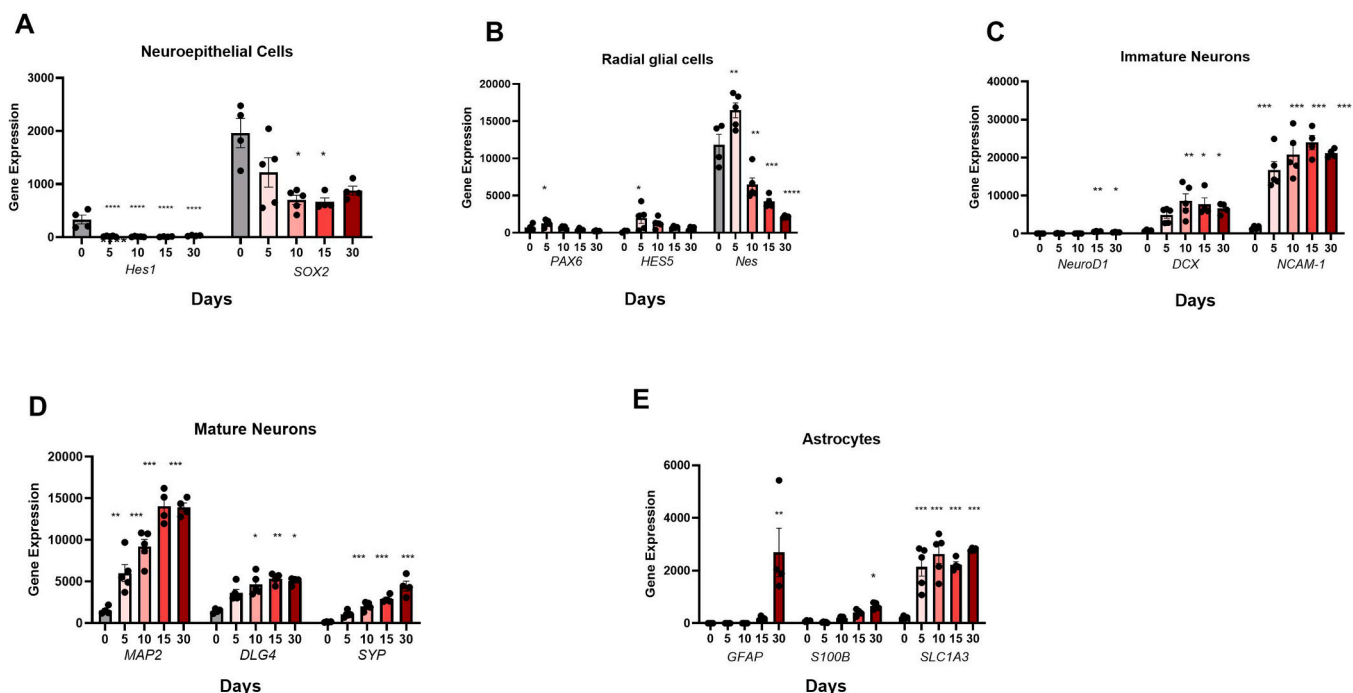 A
Neuroepithelial Cells
Gene Expression
3000
2000
1000
0
* *
**** **** **** ****
****
0 5 10 15 30 0 5 10 15 30
Hes1 SOX2
Days
B
Radial glial cells
Gene Expression
20000
15000
10000
5000
0
**
**
***
* * ****
0 5 10 15 30 0 5 10 15 30 0 5 10 15 30
PAX6 HES5 Nes
Days
C
Immature Neurons
Gene Expression
40000
30000
20000
10000
0
*** *** *** ***
** * *
** *
0 5 10 15 30 0 5 10 15 30 0 5 10 15 30
NeuroD1 DCX NCAM-1
Days
D
Mature Neurons
Gene Expression
20000
15000
10000
5000
0
*** ***
** ***
* ** *
*** *** ***
0 5 10 15 30 0 5 10 15 30 0 5 10 15 30
MAP2 DLG4 SYP
Days
E
Astrocytes
Gene Expression
6000
4000
2000
0
** *** *** *** ***
*
0 5 10 15 30 0 5 10 15 30 0 5 10 15 30
GFAP S100B SLC1A3
Days